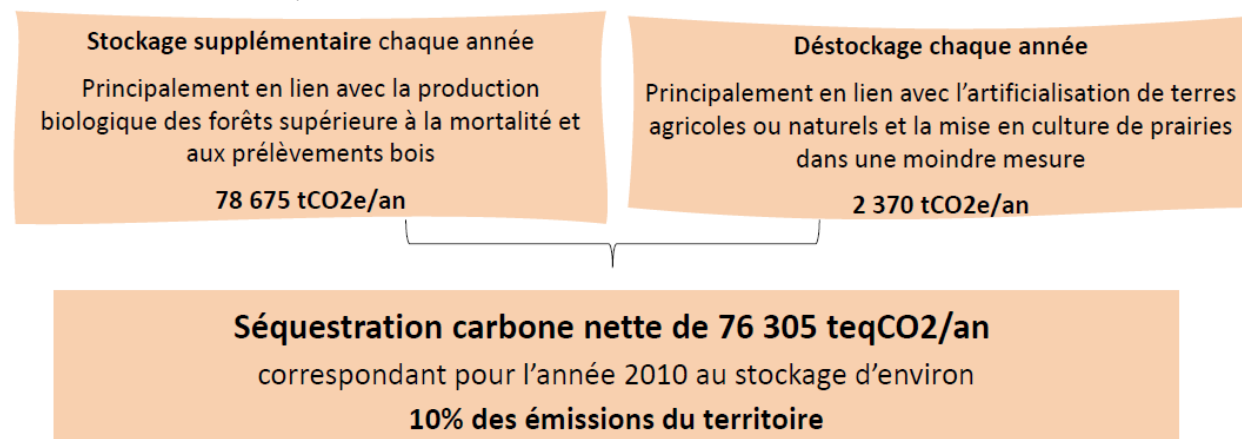 Stockage supplémentaire chaque année
Principalement en lien avec la production
biologique des forêts supérieure à la mortalité et
aux prélèvements bois
78 675 tCO2e/an
Déstockage chaque année
Principalement en lien avec l'artificialisation de terres
agricoles ou naturels et la mise en culture de prairies
dans une moindre mesure
2 370 tCO2e/an
Séquestration carbone nette de 76 305 teqCO2/an
correspondant pour l'année 2010 au stockage d'environ
10% des émissions du territoire